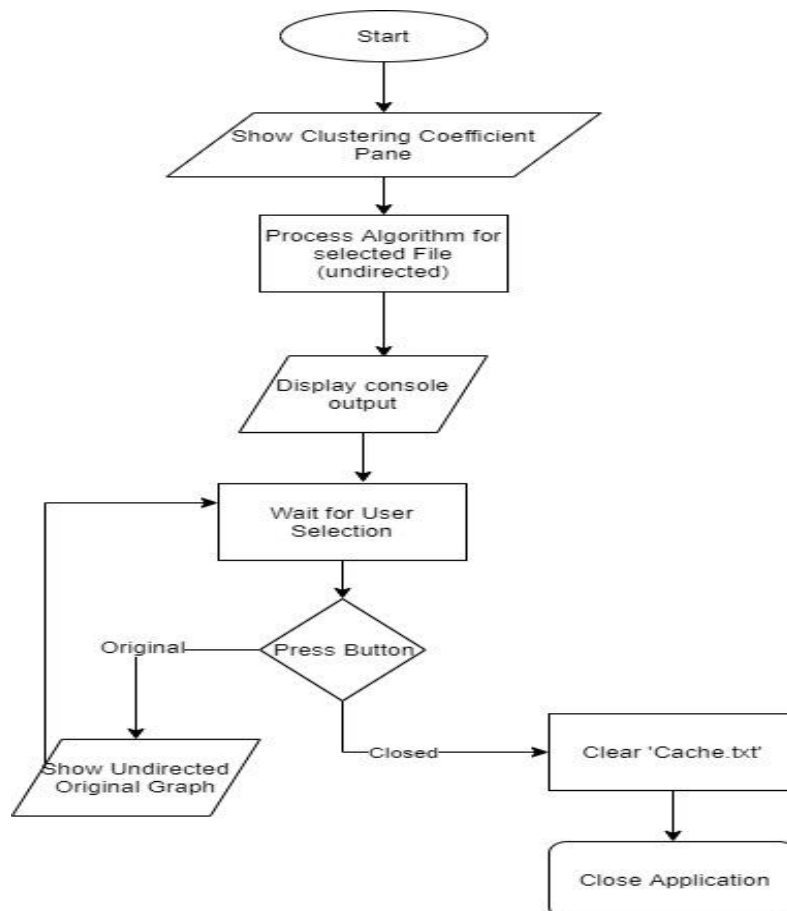 Start
Show Clustering Coefficient
Pane
Process Algorithm for
selected File
(undirected)
Display console
output
Wait for User
Selection
Original
Press Button
Closed
Show Undirected
Original Graph
Clear 'Cache.txt'
Close Application